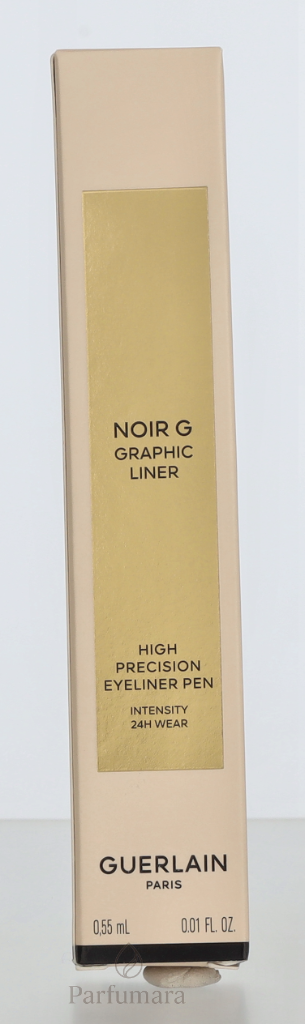 NOIR G
GRAPHIC
LINER
HIGH
PRECISION
EYELINER PEN
INTENSITY
24H WEAR
GUERLAIN
PARIS
0,55 mL 0.01 FL. OZ.
Parfumara